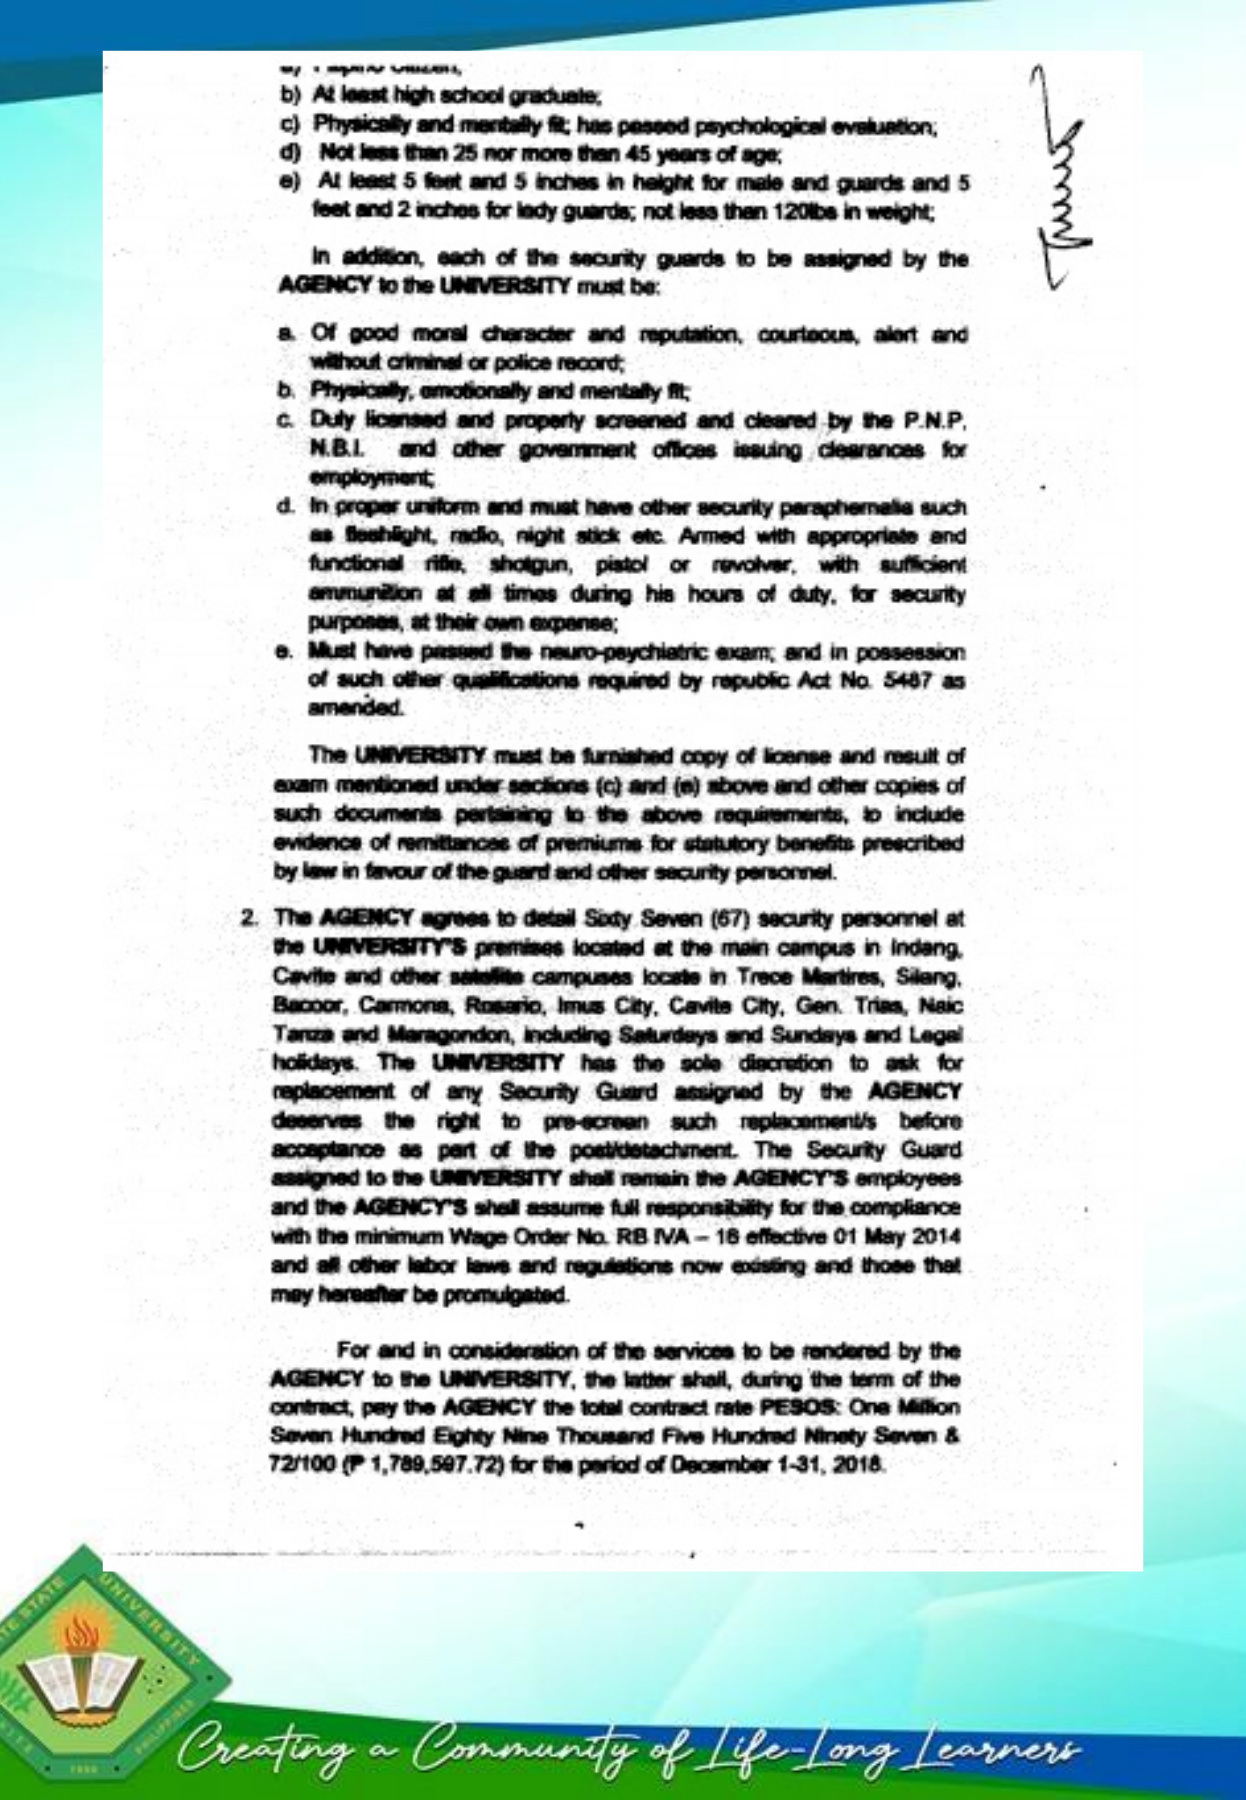 a) Filipino Citizen;
b) At least high school graduate;
c) Physically and mentally fit; has passed psychological evaluation;
d) Not less than 25 nor more than 45 years of age;
e) At least 5 feet and 5 inches in height for male and guards and 5
feet and 2 inches for lady guards; not less than 120lbs in weight;
In addition, each of the security guards to be assigned by the
AGENCY to the UNIVERSITY must be:
a. Of good moral character and reputation, courteous, alert and
without criminal or police record;
b. Physically, emotionally and mentally fit;
c. Duly licensed and properly screened and cleared by the P.N.P,
N.B.I. and other government offices issuing clearances for
employment;
d. In proper uniform and must have other security paraphernalia such
as flashlight, radio, night stick etc. Armed with appropriate and
functional rifle, shotgun, pistol or revolver, with sufficient
ammunition at all times during his hours of duty, for security
purposes, at their own expense;
e. Must have passed the neuro-psychiatric exam; and in possession
of such other qualifications required by republic Act No. 5487 as
amended.
The UNIVERSITY must be furnished copy of license and result of
exam mentioned under sections (c) and (e) above and other copies of
such documents pertaining to the above requirements, to include
evidence of remittances of premiums for statutory benefits prescribed
by law in favour of the guard and other security personnel.
2. The AGENCY agrees to detail Sixty Seven (67) security personnel at
the UNIVERSITY'S premises located at the main campus in Indang,
Cavite and other satellite campuses locate in Trece Martires, Silang,
Bacoor, Carmona, Rosario, Imus City, Cavite City, Gen. Trias, Naic
Tanza and Maragondon, including Saturdays and Sundays and Legal
holidays. The UNIVERSITY has the sole discretion to ask for
replacement of any Security Guard assigned by the AGENCY
deserves the right to pre-screen such replacement/s before
acceptance as part of the post/detachment. The Security Guard
assigned to the UNIVERSITY shall remain the AGENCY'S employees
and the AGENCY'S shall assume full responsibility for the compliance
with the minimum Wage Order No. RB IVA – 16 effective 01 May 2014
and all other labor laws and regulations now existing and those that
may hereafter be promulgated.
For and in consideration of the services to be rendered by the
AGENCY to the UNIVERSITY, the latter shall, during the term of the
contract, pay the AGENCY the total contract rate PESOS: One Million
Seven Hundred Eighty Nine Thousand Five Hundred Ninety Seven &
72/100 (₱ 1,789,597.72) for the period of December 1-31, 2018.
STATE UNIVERSITY
PHILIPPINES
1906
Creating a Community of Life-Long Learners